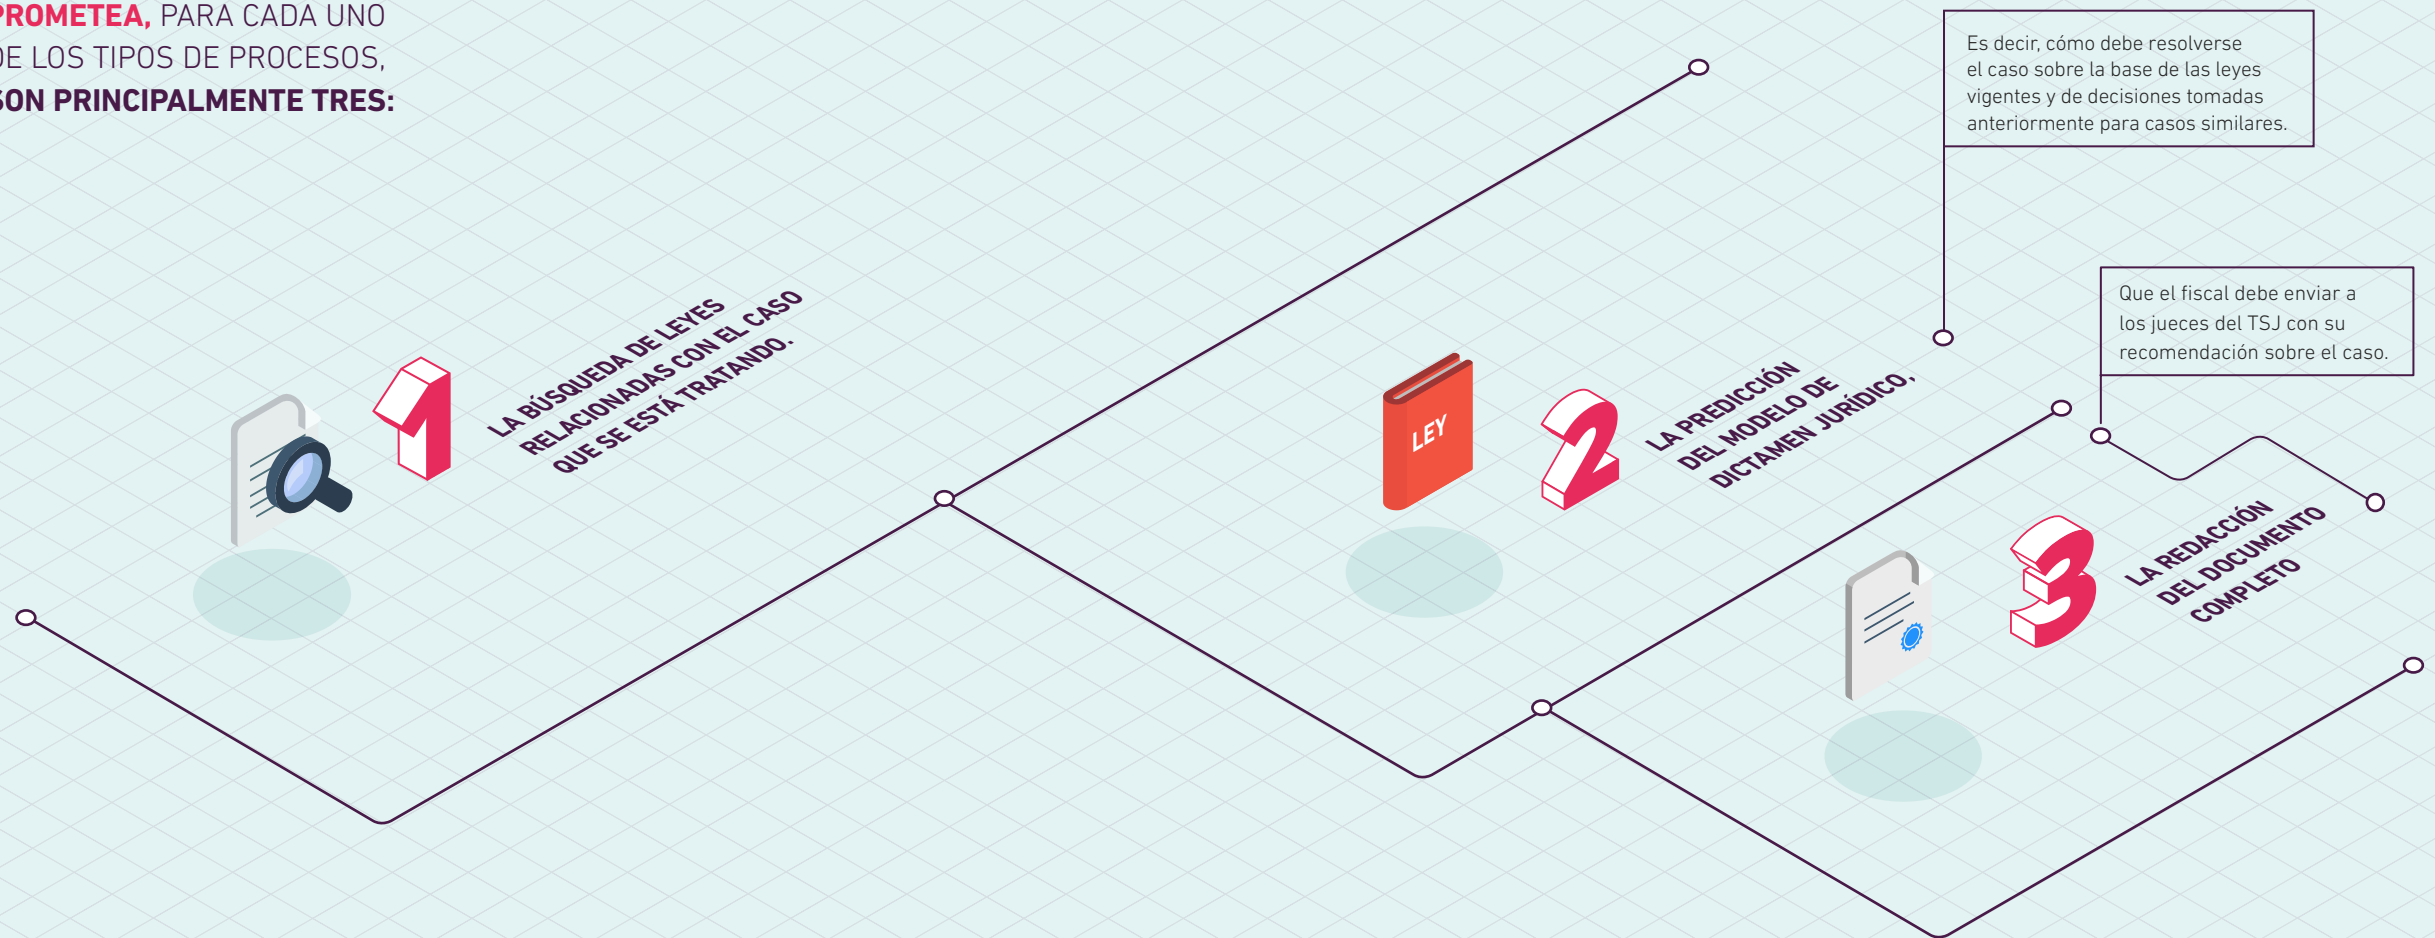 PROMETEA, PARA CADA UNO
DE LOS TIPOS DE PROCESOS,
SON PRINCIPALMENTE TRES:
1
LA BÚSQUEDA DE LEYES
RELACIONADAS CON EL CASO
QUE SE ESTÁ TRATANDO.
LEY
2
LA PREDICCIÓN
DEL MODELO DE
DICTAMEN JURÍDICO,
Es decir, cómo debe resolverse
el caso sobre la base de las leyes
vigentes y de decisiones tomadas
anteriormente para casos similares.
3
LA REDACCIÓN
DEL DOCUMENTO
COMPLETO
Que el fiscal debe enviar a
los jueces del TSJ con su
recomendación sobre el caso.